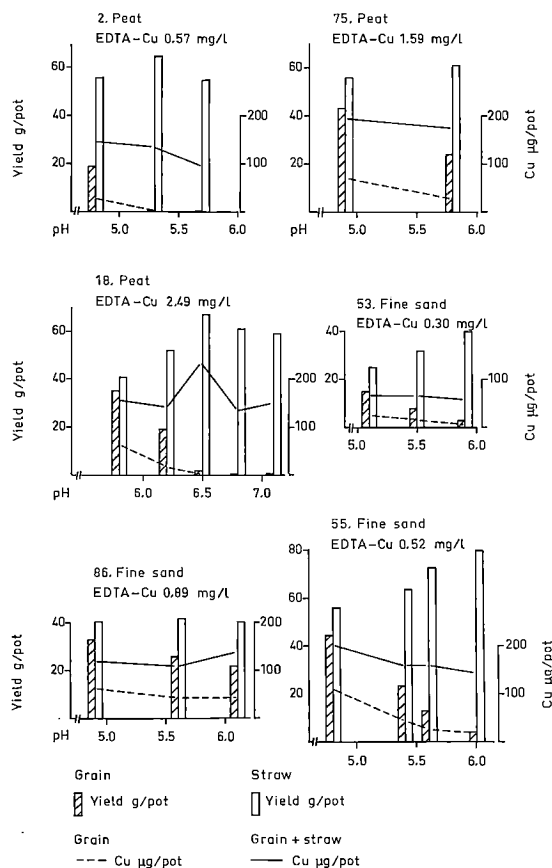 2. Peat
EDTA-Cu 0.57 mg/l
75. Peat
EDTA-Cu 1.59 mg/l
Yield g/pot
60
40
20
200
100
pH
5.0
5.5
6.0
60
40
20
200
100
Cu µg/pot
5.0
5.5
6.0
18. Peat
EDTA-Cu 2.49 mg/l
53. Fine sand
EDTA-Cu 0.30 mg/l
Yield g/pot
60
40
20
200
100
pH
6.0
6.5
7.0
40
20
100
Cu µg/pot
5.0
5.5
6.0
86. Fine sand
EDTA-Cu 0.89 mg/l
55. Fine sand
EDTA-Cu 0.52 mg/l
Yield g/pot
40
20
200
100
pH
5.0
5.5
6.0
80
60
40
20
200
100
Cu µg/pot
5.0
5.5
6.0
Grain
Straw
Yield g/pot
Yield g/pot
Grain
Grain + straw
Cu µg/pot
Cu µg/pot